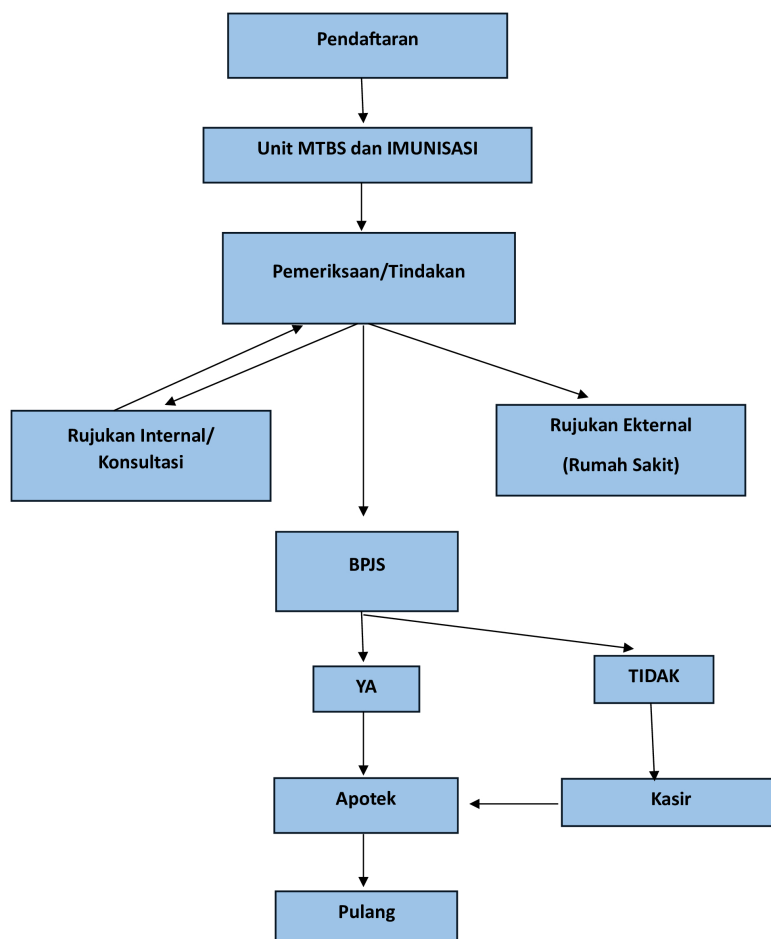 Pendaftaran
Unit MTBS dan IMUNISASI
Pemeriksaan/Tindakan
Rujukan Internal/
Konsultasi
Rujukan Ekternal
(Rumah Sakit)
BPJS
YA
TIDAK
Apotek
Kasir
Pulang